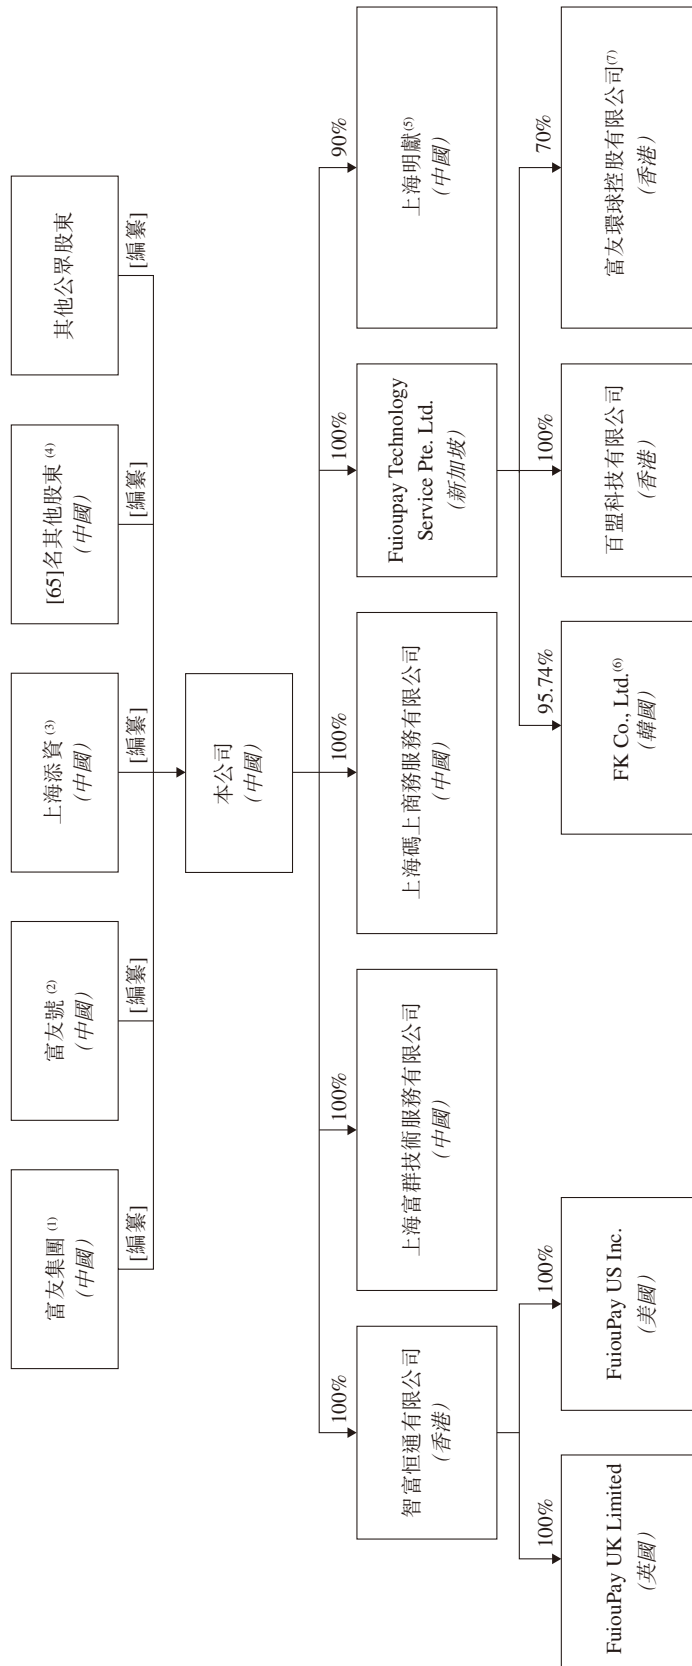 富友集團 (1)
(中國)
富友號 (2)
(中國)
上海添資 (3)
(中國)
[65]名其他股東 (4)
(中國)
其他公眾股東
[編纂]
[編纂]
[編纂]
[編纂]
[編纂]
本公司
(中國)
100%
100%
100%
100%
90%
智富恒通有限公司
(香港)
上海富群技術服務有限公司
(中國)
上海碼上商務服務有限公司
(中國)
Fuioupay Technology
Service Pte. Ltd.
(新加坡)
上海明獻(5)
(中國)
100%
100%
95.74%
100%
70%
FuiouPay UK Limited
(英國)
FuiouPay US Inc.
(美國)
FK Co., Ltd.(6)
(韓國)
百盟科技有限公司
(香港)
富友環球控股有限公司(7)
(香港)